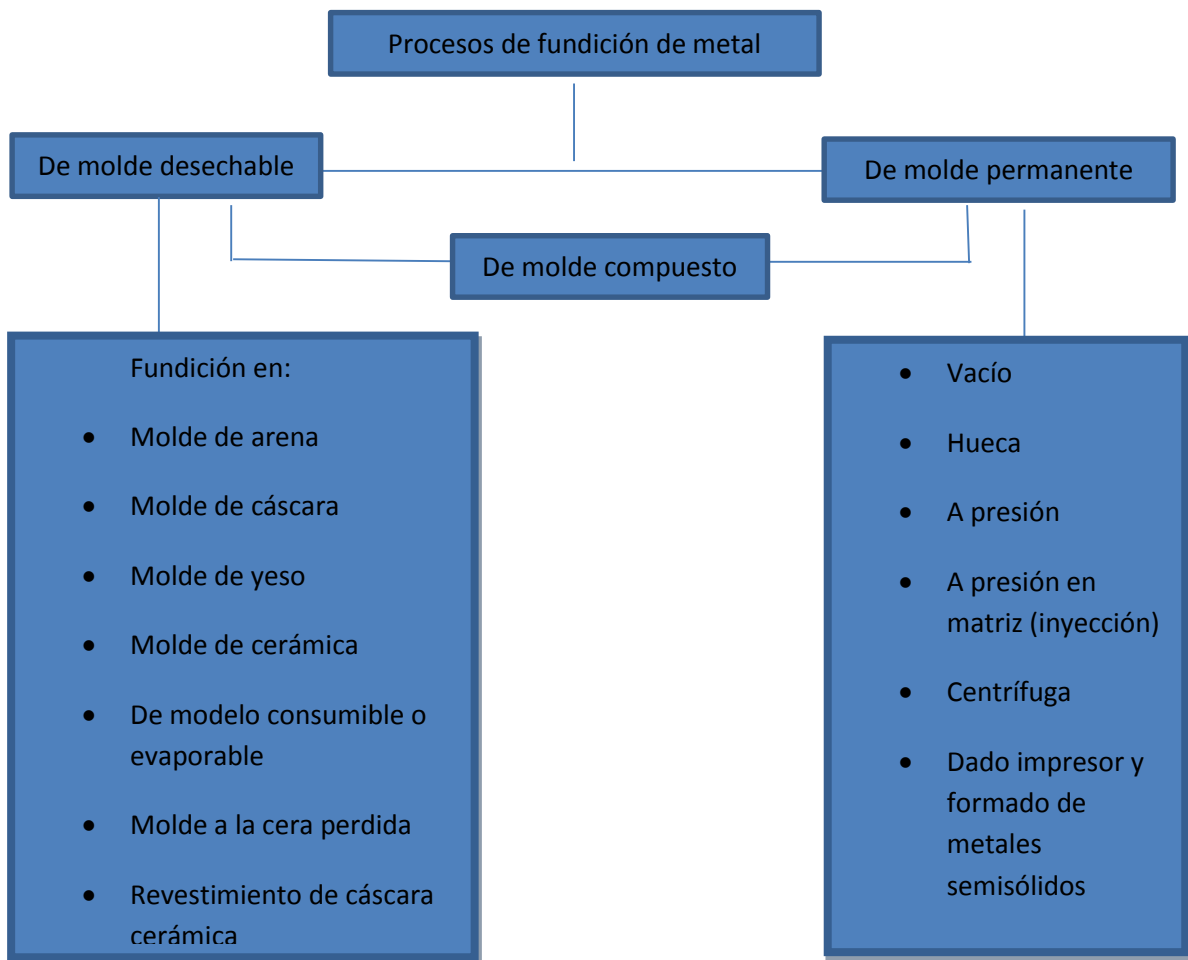 Procesos de fundición de metal
De molde desechable
De molde permanente
De molde compuesto
Fundición en:
• Molde de arena
• Molde de cáscara
• Molde de yeso
• Molde de cerámica
• De modelo consumible o
evaporable
• Molde a la cera perdida
• Revestimiento de cáscara
cerámica
• Vacío
• Hueca
• A presión
• A presión en
matriz (inyección)
• Centrífuga
• Dado impresor y
formado de
metales
semisólidos